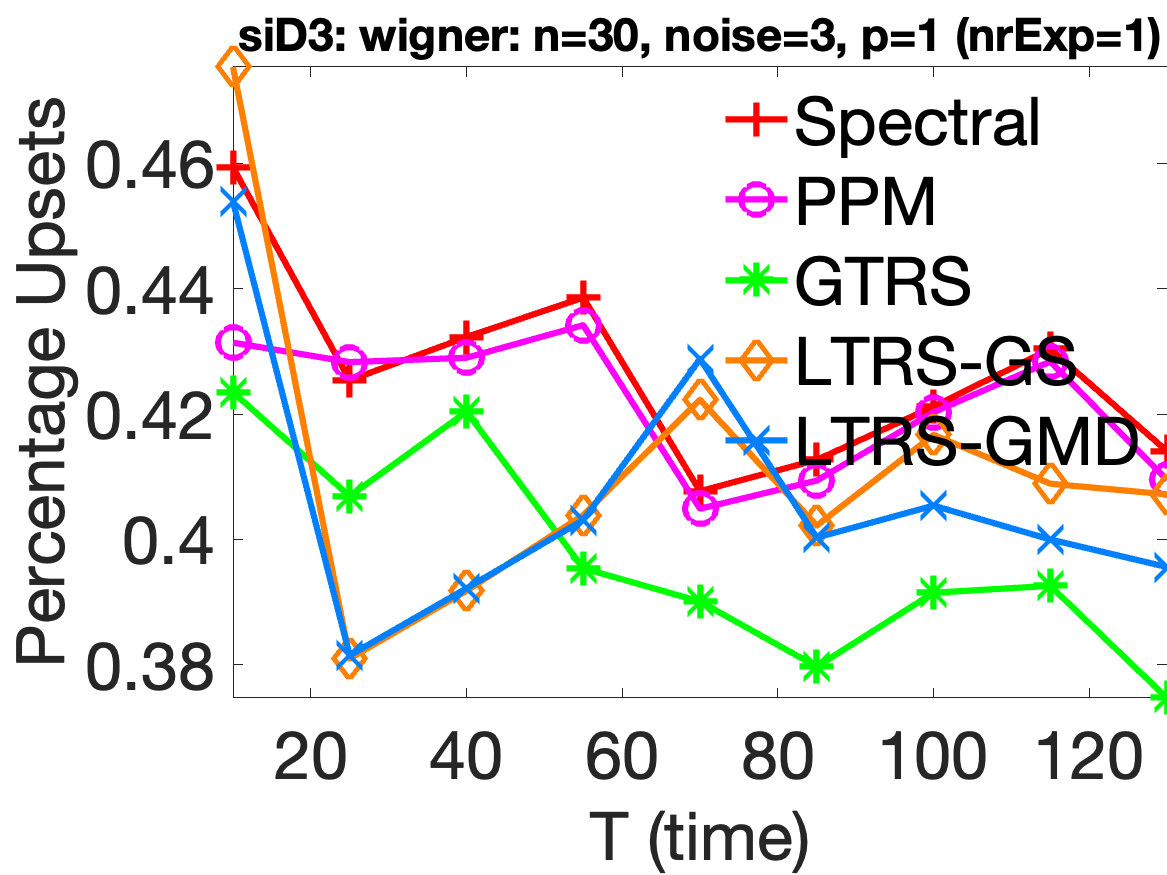 siD3: wigner: n=30, noise=3, p=1 (nrExp=1)
Percentage Upsets
0.46
0.44
0.42
0.4
0.38
Spectral
PPM
GTRS
LTRS-GS
LTRS-GMD
20 40 60 80 100 120
T (time)